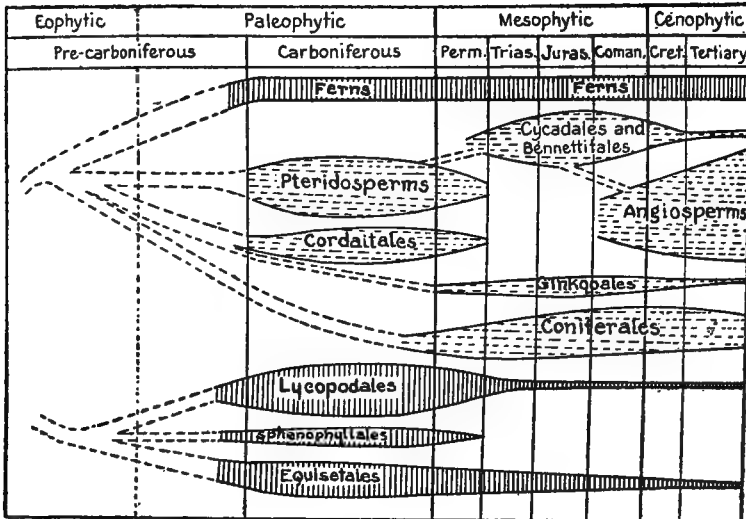 Eophytic Paleophytic Mesophytic Cénophytic
Pre-carboniferous Carboniferous Perm. Trias. Juras. Coman. Cret. Tertiary
Ferns Ferns
Cycadales and
Bennettitales
Pteridosperms
Angiosperms
Cordaitales
Ginkgoales
Coniferales
Lycopodales
Sphenophyllales
Equisetales